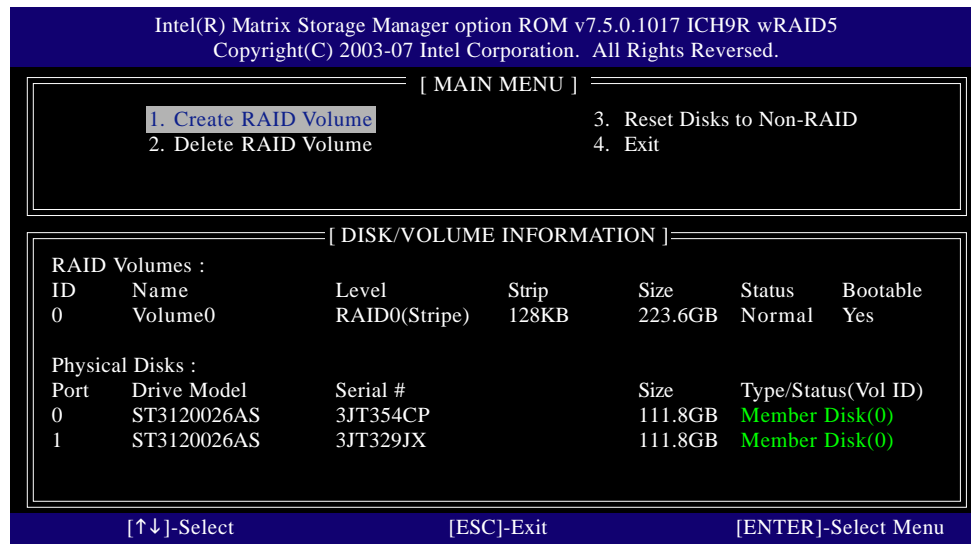 Intel(R) Matrix Storage Manager option ROM v7.5.0.1017 ICH9R wRAID5
Copyright(C) 2003-07 Intel Corporation.  All Rights Reversed.
[ MAIN MENU ]
1. Create RAID Volume 3. Reset Disks to Non-RAID
2. Delete RAID Volume 4. Exit
[ DISK/VOLUME INFORMATION ]
RAID Volumes :
ID Name Level Strip Size Status Bootable
0 Volume0 RAID0(Stripe) 128KB 223.6GB Normal Yes
Physical Disks :
Port Drive Model Serial # Size Type/Status(Vol ID)
0 ST3120026AS 3JT354CP 111.8GB Member Disk(0)
1 ST3120026AS 3JT329JX 111.8GB Member Disk(0)
[↑↓]-Select [ESC]-Exit [ENTER]-Select Menu